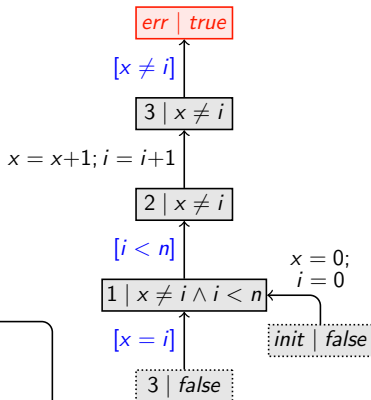 err | true
[x ≠ i]
3 | x ≠ i
x = x+1; i = i+1
2 | x ≠ i
[i < n]
x = 0;
i = 0
1 | x ≠ i ∧ i < n
[x = i]
init | false
3 | false